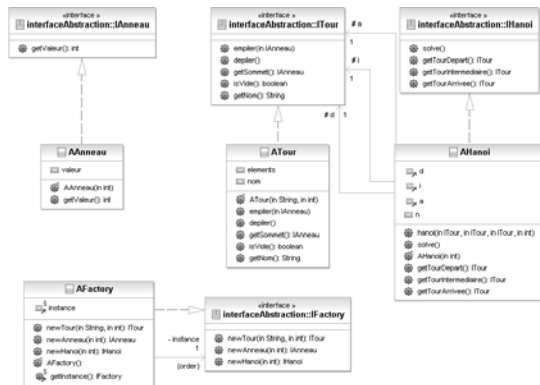 «interface»
interfaceAbstraction::IAnneau
getValeur(): int
«interface»
interfaceAbstraction::ITour
empiler(in IAnneau)
depiler()
getSommet(): IAnneau
isVide(): boolean
getNom(): String
# a
1
# i
1
# d
1
«interface»
interfaceAbstraction::IHanoi
solve()
getTourDepart(): ITour
getTourIntermediaire(): ITour
getTourArrivee(): ITour
AAnneau
valeur
AAnneau(in int)
getValeur(): int
ATour
elements
nom
ATour(in String, in int)
empiler(in IAnneau)
depiler()
getSommet(): IAnneau
isVide(): boolean
getNom(): String
AHanoi
d
i
a
n
hanoi(in ITour, in ITour, in ITour, in int)
solve()
AHanoi(in int)
getTourDepart(): ITour
getTourIntermediaire(): ITour
getTourArrivee(): ITour
AFactory
instance
newTour(in String, in int): ITour
newAnneau(in int): IAnneau
newHanoi(in int): IHanoi
AFactory()
getInstance(): IFactory
- instance
1
{order}
«interface»
interfaceAbstraction::IFactory
newTour(in String, in int): ITour
newAnneau(in int): IAnneau
newHanoi(in int): IHanoi